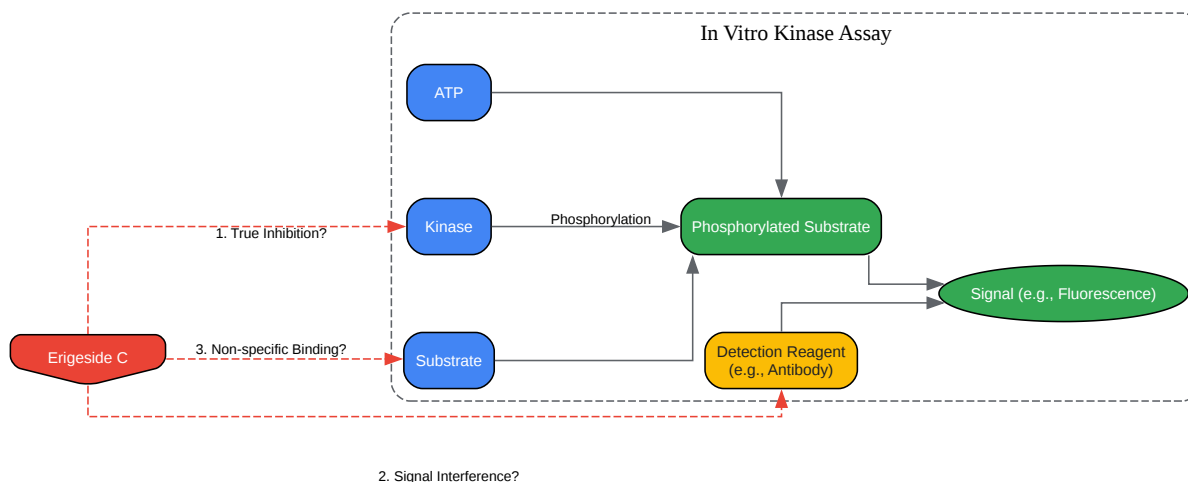 In Vitro Kinase Assay
ATP
Kinase
Phosphorylation
Phosphorylated Substrate
1. True Inhibition?
Signal (e.g., Fluorescence)
Erigeside C
3. Non-specific Binding?
Substrate
Detection Reagent
(e.g., Antibody)
2. Signal Interference?